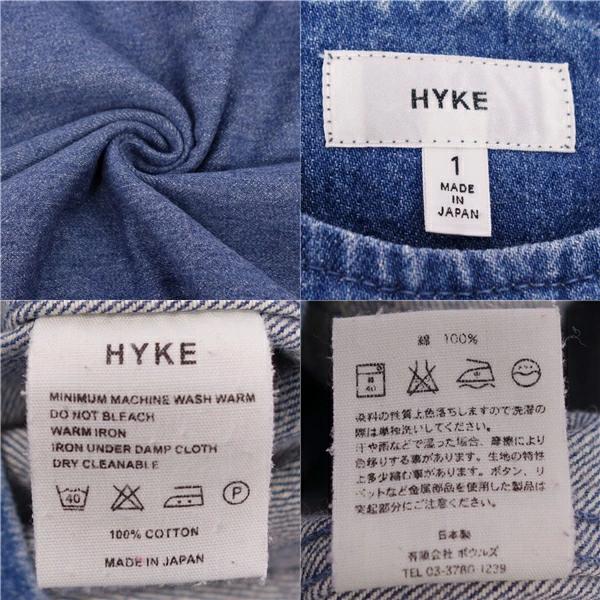 HYKE
1
MADE
IN
JAPAN
HYKE
MINIMUM MACHINE WASH WARM
DO NOT BLEACH
WARM IRON
IRON UNDER DAMP CLOTH
DRY CLEANABLE
40
P
100% COTTON
MADE IN JAPAN
綿 100%
染料の性質上色落ちしますので洗濯の
際は単独洗いしてください。
汗や雨などで湿った場合、摩擦により
色移りする事があります。生地の特性
上多少縮む事があります。ボタン、リ
ベットなど金属部品を使用した製品は
突起部分にご注意ください。
日本製
有限会社 ボウルズ
TEL 03-3780-1239